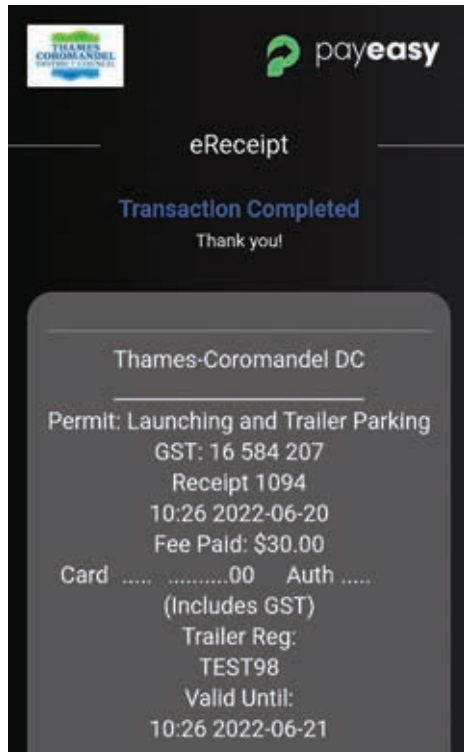 THAMES
COROMANDEL
DISTRICT COUNCIL
payeasy
eReceipt
Transaction Completed
Thank you!
Thames-Coromandel DC
Permit: Launching and Trailer Parking
GST: 16 584 207
Receipt 1094
10:26 2022-06-20
Fee Paid: $30.00
Card ..... ..........00 Auth .....
(Includes GST)
Trailer Reg:
TEST98
Valid Until:
10:26 2022-06-21